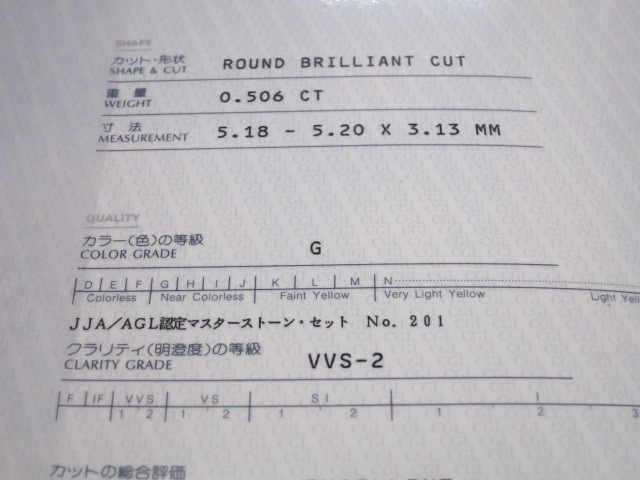 SHAPE
カット・形状 ROUND BRILLIANT CUT
SHAPE & CUT
重量 0.506 CT
WEIGHT
寸法 5.18 - 5.20 X 3.13 MM
MEASUREMENT
QUALITY
カラー(色)の等級 G
COLOR GRADE
D E F G H I J K L M N
Colorless Near Colorless Faint Yellow Very Light Yellow Light
JJA/AGL認定マスターストーン・セット No. 201
クラリティ(明澄度)の等級 VVS-2
CLARITY GRADE
F IF VVS VS SI I
1 2 1 2 1 2 1 2 3
カットの総合評価